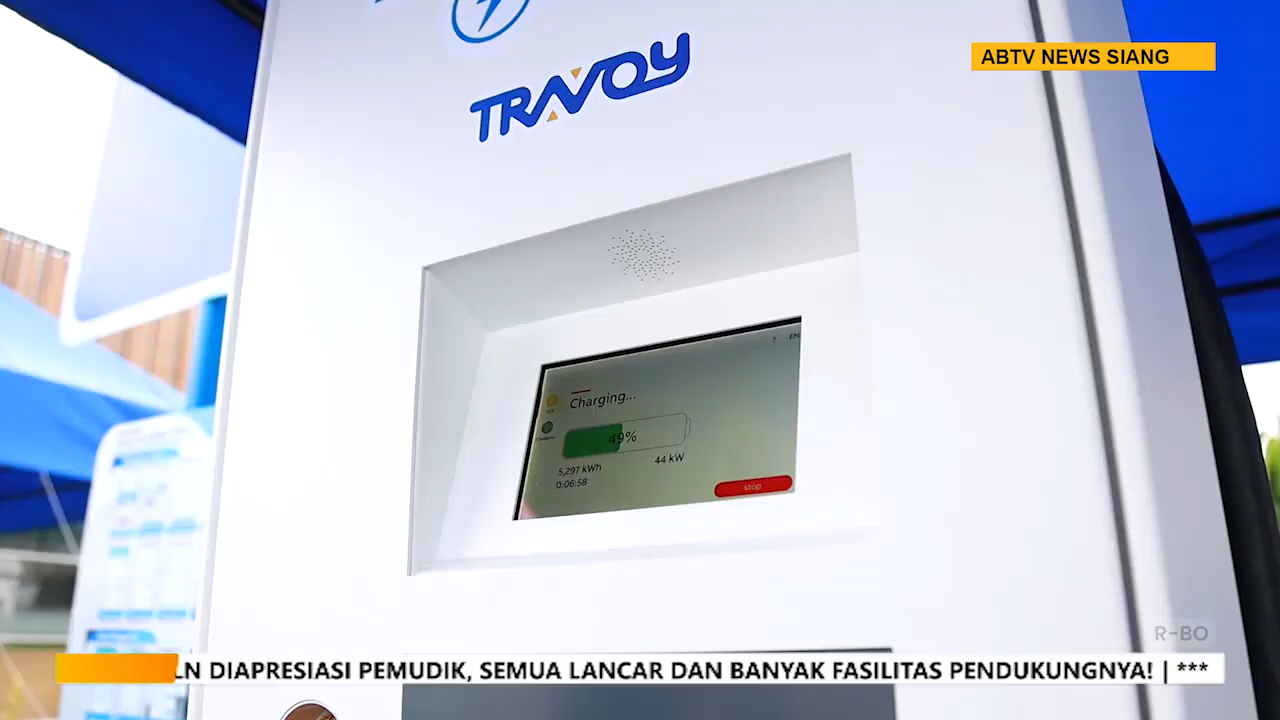 ABTV NEWS SIANG
TRAVOY
? EN
Charging...
49%
5,297 kWh
44 kW
0:06:58
stop
R-BO
LN DIAPRESIASI PEMUDIK, SEMUA LANCAR DAN BANYAK FASILITAS PENDUKUNGNYA! | ***